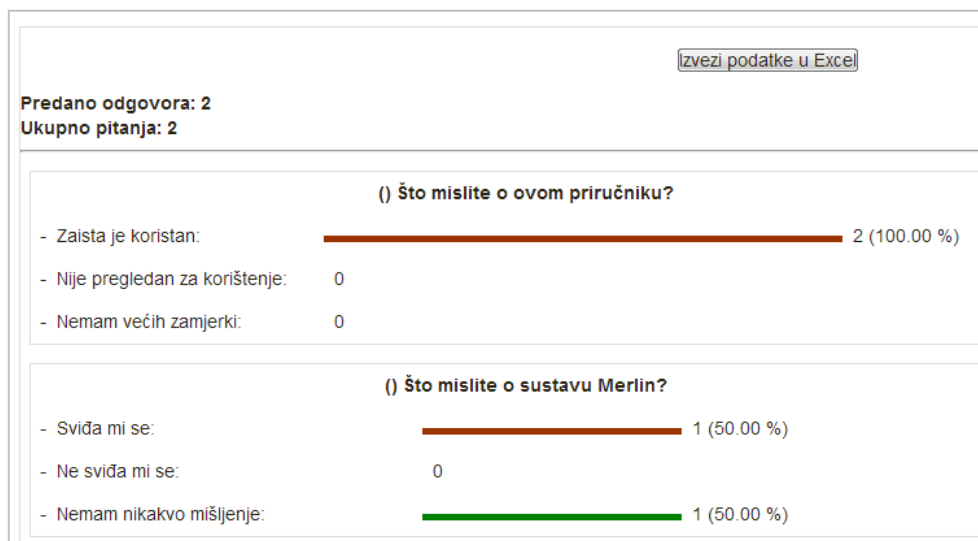 Izvezi podatke u Excel
Predano odgovora: 2
Ukupno pitanja: 2
() Što mislite o ovom priručniku?
- Zaista je koristan: 2 (100.00 %)
- Nije pregledan za korištenje: 0
- Nemam većih zamjerki: 0
() Što mislite o sustavu Merlin?
- Sviđa mi se: 1 (50.00 %)
- Ne sviđa mi se: 0
- Nemam nikakvo mišljenje: 1 (50.00 %)